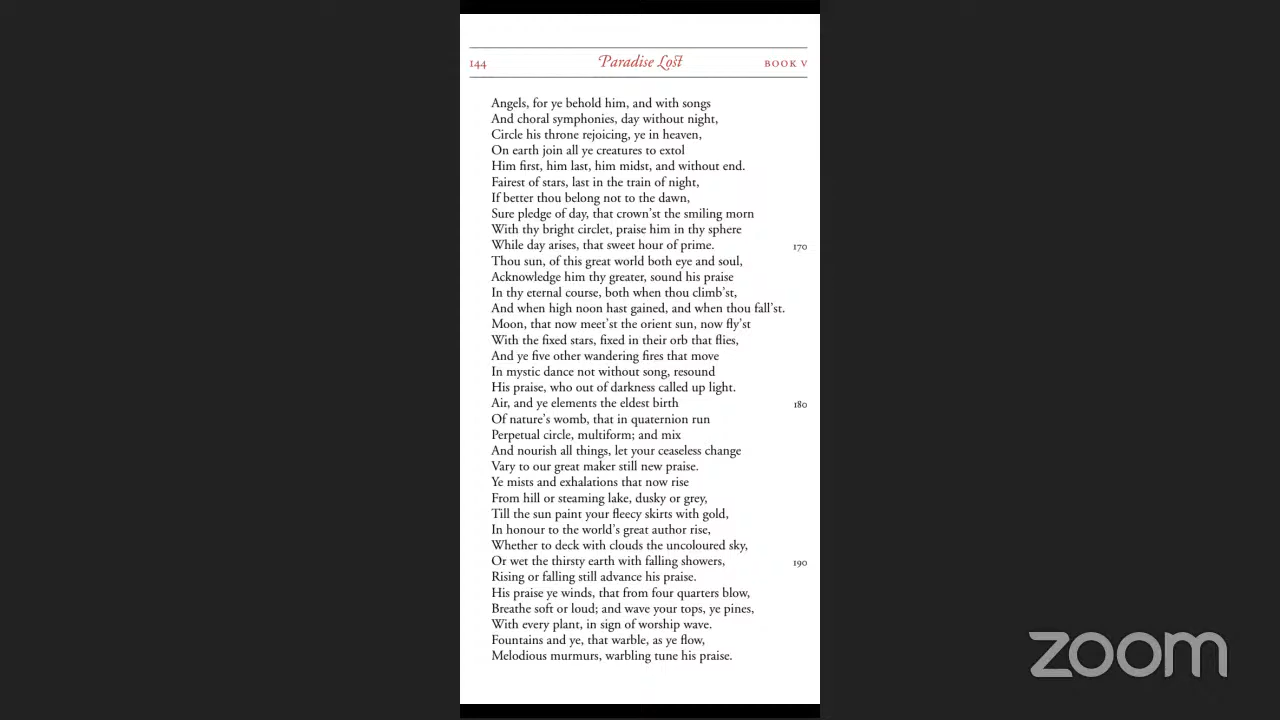 144 Paradise Lost BOOK V
Angels, for ye behold him, and with songs
And choral symphonies, day without night,
Circle his throne rejoicing, ye in heaven,
On earth join all ye creatures to extol
Him first, him last, him midst, and without end.
Fairest of stars, last in the train of night,
If better thou belong not to the dawn,
Sure pledge of day, that crown'st the smiling morn
With thy bright circlet, praise him in thy sphere
While day arises, that sweet hour of prime. 170
Thou sun, of this great world both eye and soul,
Acknowledge him thy greater, sound his praise
In thy eternal course, both when thou climb'st,
And when high noon hast gained, and when thou fall'st.
Moon, that now meet'st the orient sun, now fly'st
With the fixed stars, fixed in their orb that flies,
And ye five other wandering fires that move
In mystic dance not without song, resound
His praise, who out of darkness called up light.
Air, and ye elements the eldest birth 180
Of nature's womb, that in quaternion run
Perpetual circle, multiform; and mix
And nourish all things, let your ceaseless change
Vary to our great maker still new praise.
Ye mists and exhalations that now rise
From hill or steaming lake, dusky or grey,
Till the sun paint your fleecy skirts with gold,
In honour to the world's great author rise,
Whether to deck with clouds the uncoloured sky,
Or wet the thirsty earth with falling showers, 190
Rising or falling still advance his praise.
His praise ye winds, that from four quarters blow,
Breathe soft or loud; and wave your tops, ye pines,
With every plant, in sign of worship wave.
Fountains and ye, that warble, as ye flow,
Melodious murmurs, warbling tune his praise.
zoom